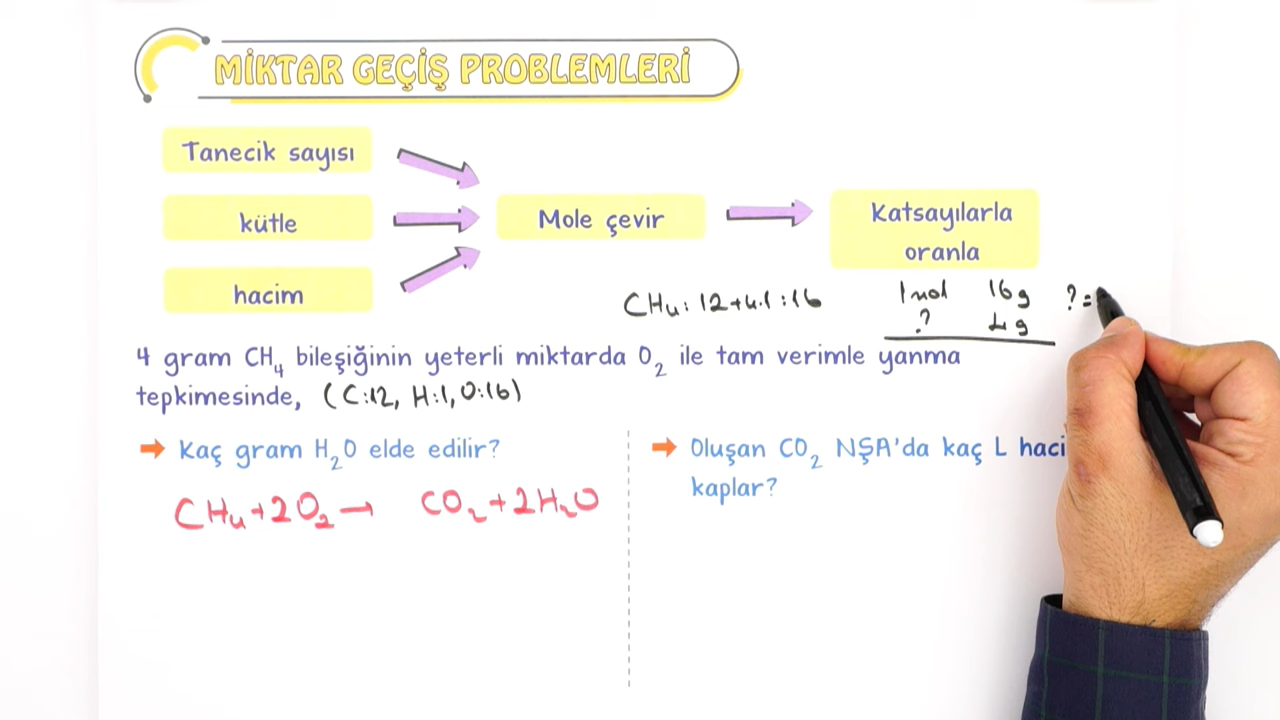 MİKTAR GEÇİŞ PROBLEMLERİ
Tanecik sayısı
kütle
hacim
Mole çevir
Katsayılarla
oranla
CH₄: 12+4.1:16
1 mol 16g ?=
? 4g
4 gram CH₄ bileşiğinin yeterli miktarda O₂ ile tam verimle yanma
tepkimesinde, (C:12, H:1, O:16)
Kaç gram H₂O elde edilir?
CH₄+2O₂→ CO₂+2H₂O
Oluşan CO₂ NŞA'da kaç L haci
kaplar?